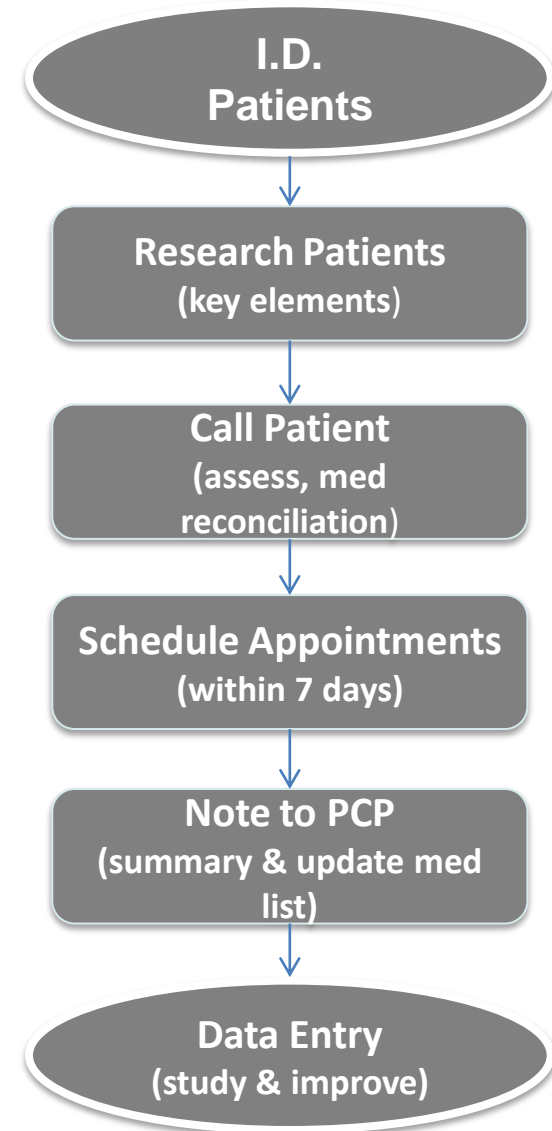 I.D.
Patients
Research Patients
(key elements)
Call Patient
(assess, med
reconciliation)
Schedule Appointments
(within 7 days)
Note to PCP
(summary & update med
list)
Data Entry
(study & improve)